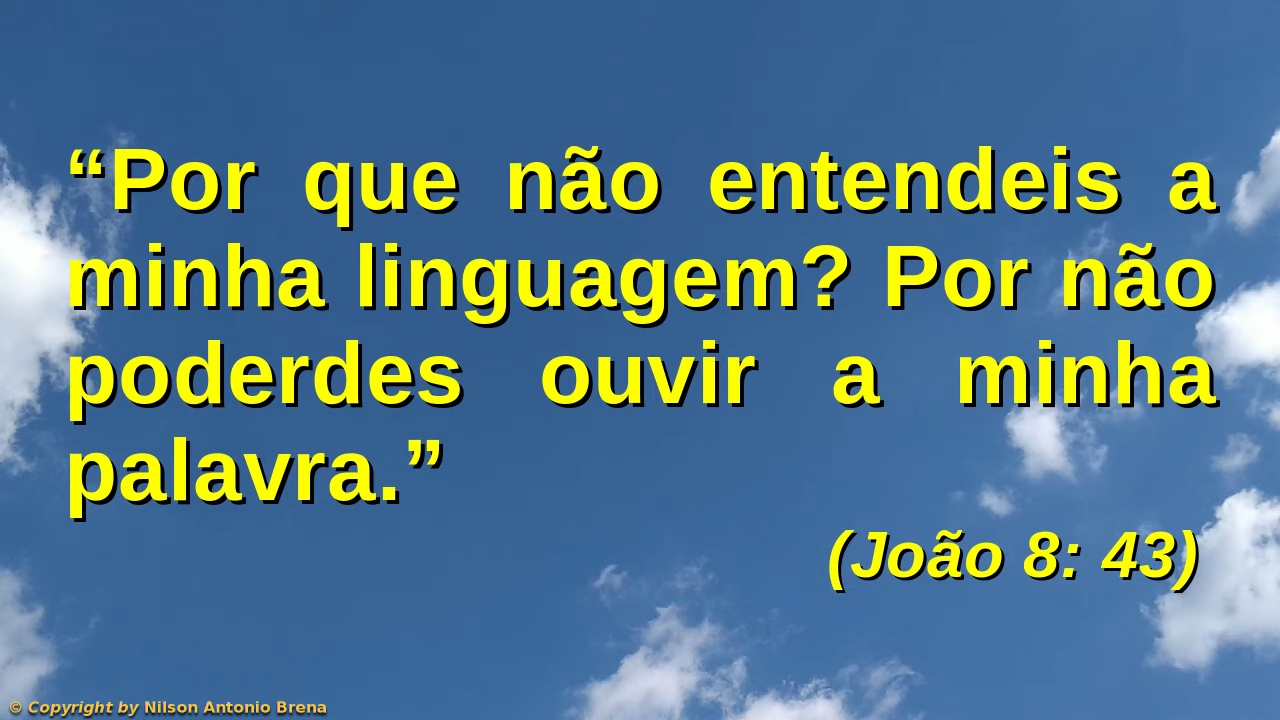 “Por que não entendeis a
minha linguagem? Por não
poderdes ouvir a minha
palavra.”
(João 8: 43)
© Copyright by Nilson Antonio Brena